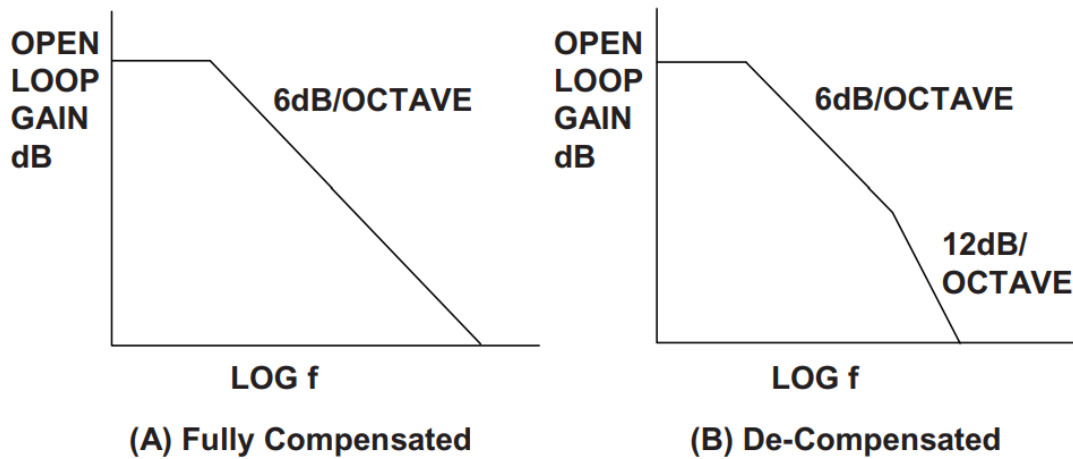 OPEN
LOOP
GAIN
dB
6dB/OCTAVE
LOG f
(A) Fully Compensated
OPEN
LOOP
GAIN
dB
6dB/OCTAVE
12dB/
OCTAVE
LOG f
(B) De-Compensated